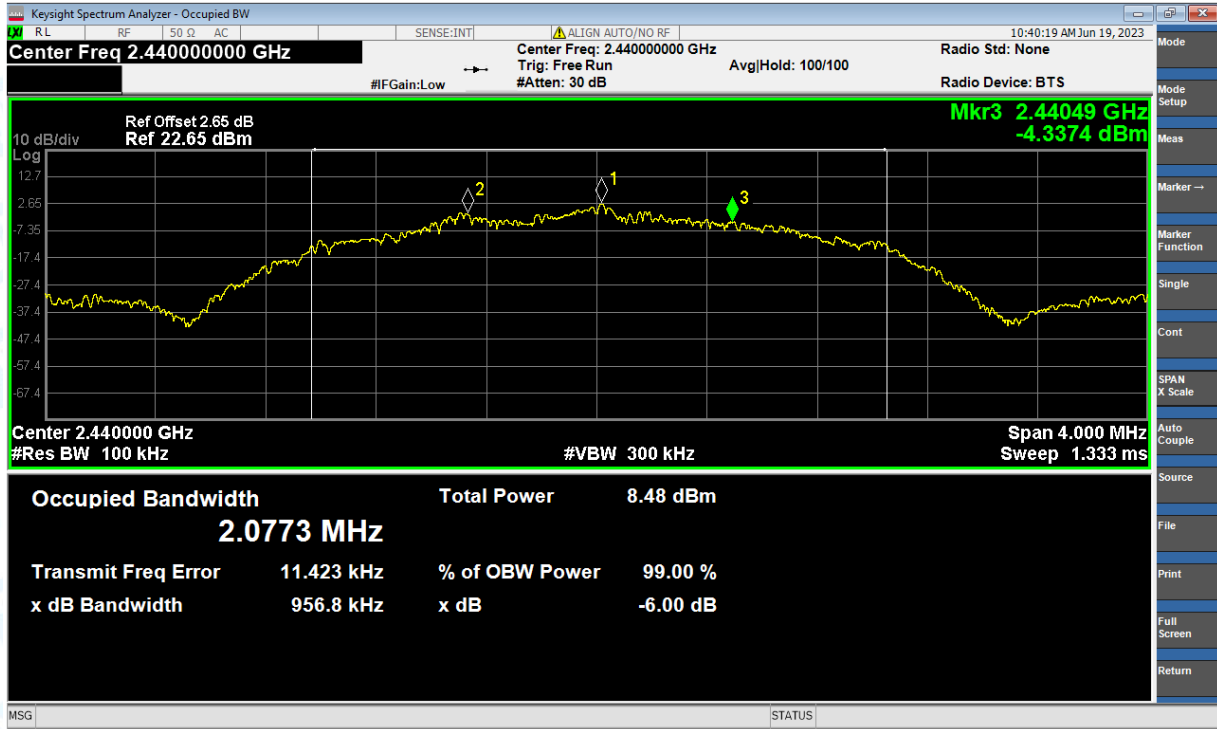 Keysight Spectrum Analyzer - Occupied BW
LXI RL RF 50 Ω AC SENSE:INT ALIGN AUTO/NO RF 10:40:19 AM Jun 19, 2023
Center Freq 2.440000000 GHz
Center Freq: 2.440000000 GHz
Radio Std: None
Trig: Free Run
Avg|Hold: 100/100
#IFGain:Low
#Atten: 30 dB
Radio Device: BTS
Mkr3 2.44049 GHz
-4.3374 dBm
Ref Offset 2.65 dB
10 dB/div Ref 22.65 dBm
Log
12.7
2.65
-7.35
-17.4
-27.4
-37.4
-47.4
-57.4
-67.4
2
1
3
Center 2.440000 GHz Span 4.000 MHz
#Res BW 100 kHz #VBW 300 kHz Sweep 1.333 ms
Occupied Bandwidth Total Power 8.48 dBm
2.0773 MHz
Transmit Freq Error 11.423 kHz % of OBW Power 99.00 %
x dB Bandwidth 956.8 kHz x dB -6.00 dB
MSG STATUS
Mode
Mode
Setup
Meas
Marker→
Marker
Function
Single
Cont
SPAN
X Scale
Auto
Couple
Source
File
Print
Full
Screen
Return